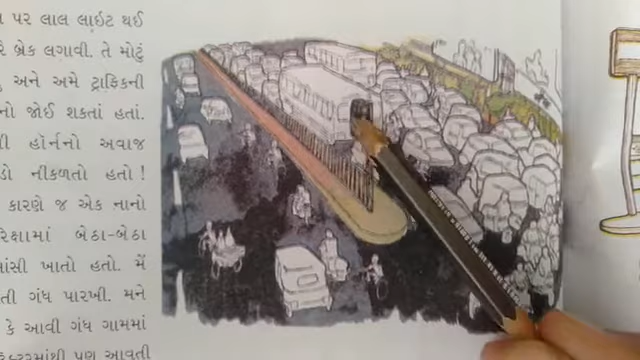 પર લાલ લાઇટ થઈ
બ્રેક લગાવી. તે મોટું
અને અમે ટ્રાફિકની
જોઈ શકતાં હતાં.
હૉર્નનો અવાજ
નીકળતો હતો !
કારણે જ એક નાનો
રિક્ષામાં બેઠા-બેઠા
ખાતો હતો. મેં
ગંધ પારખી. મને
કે આવી ગંધ ગામમાં
પણ આવતી